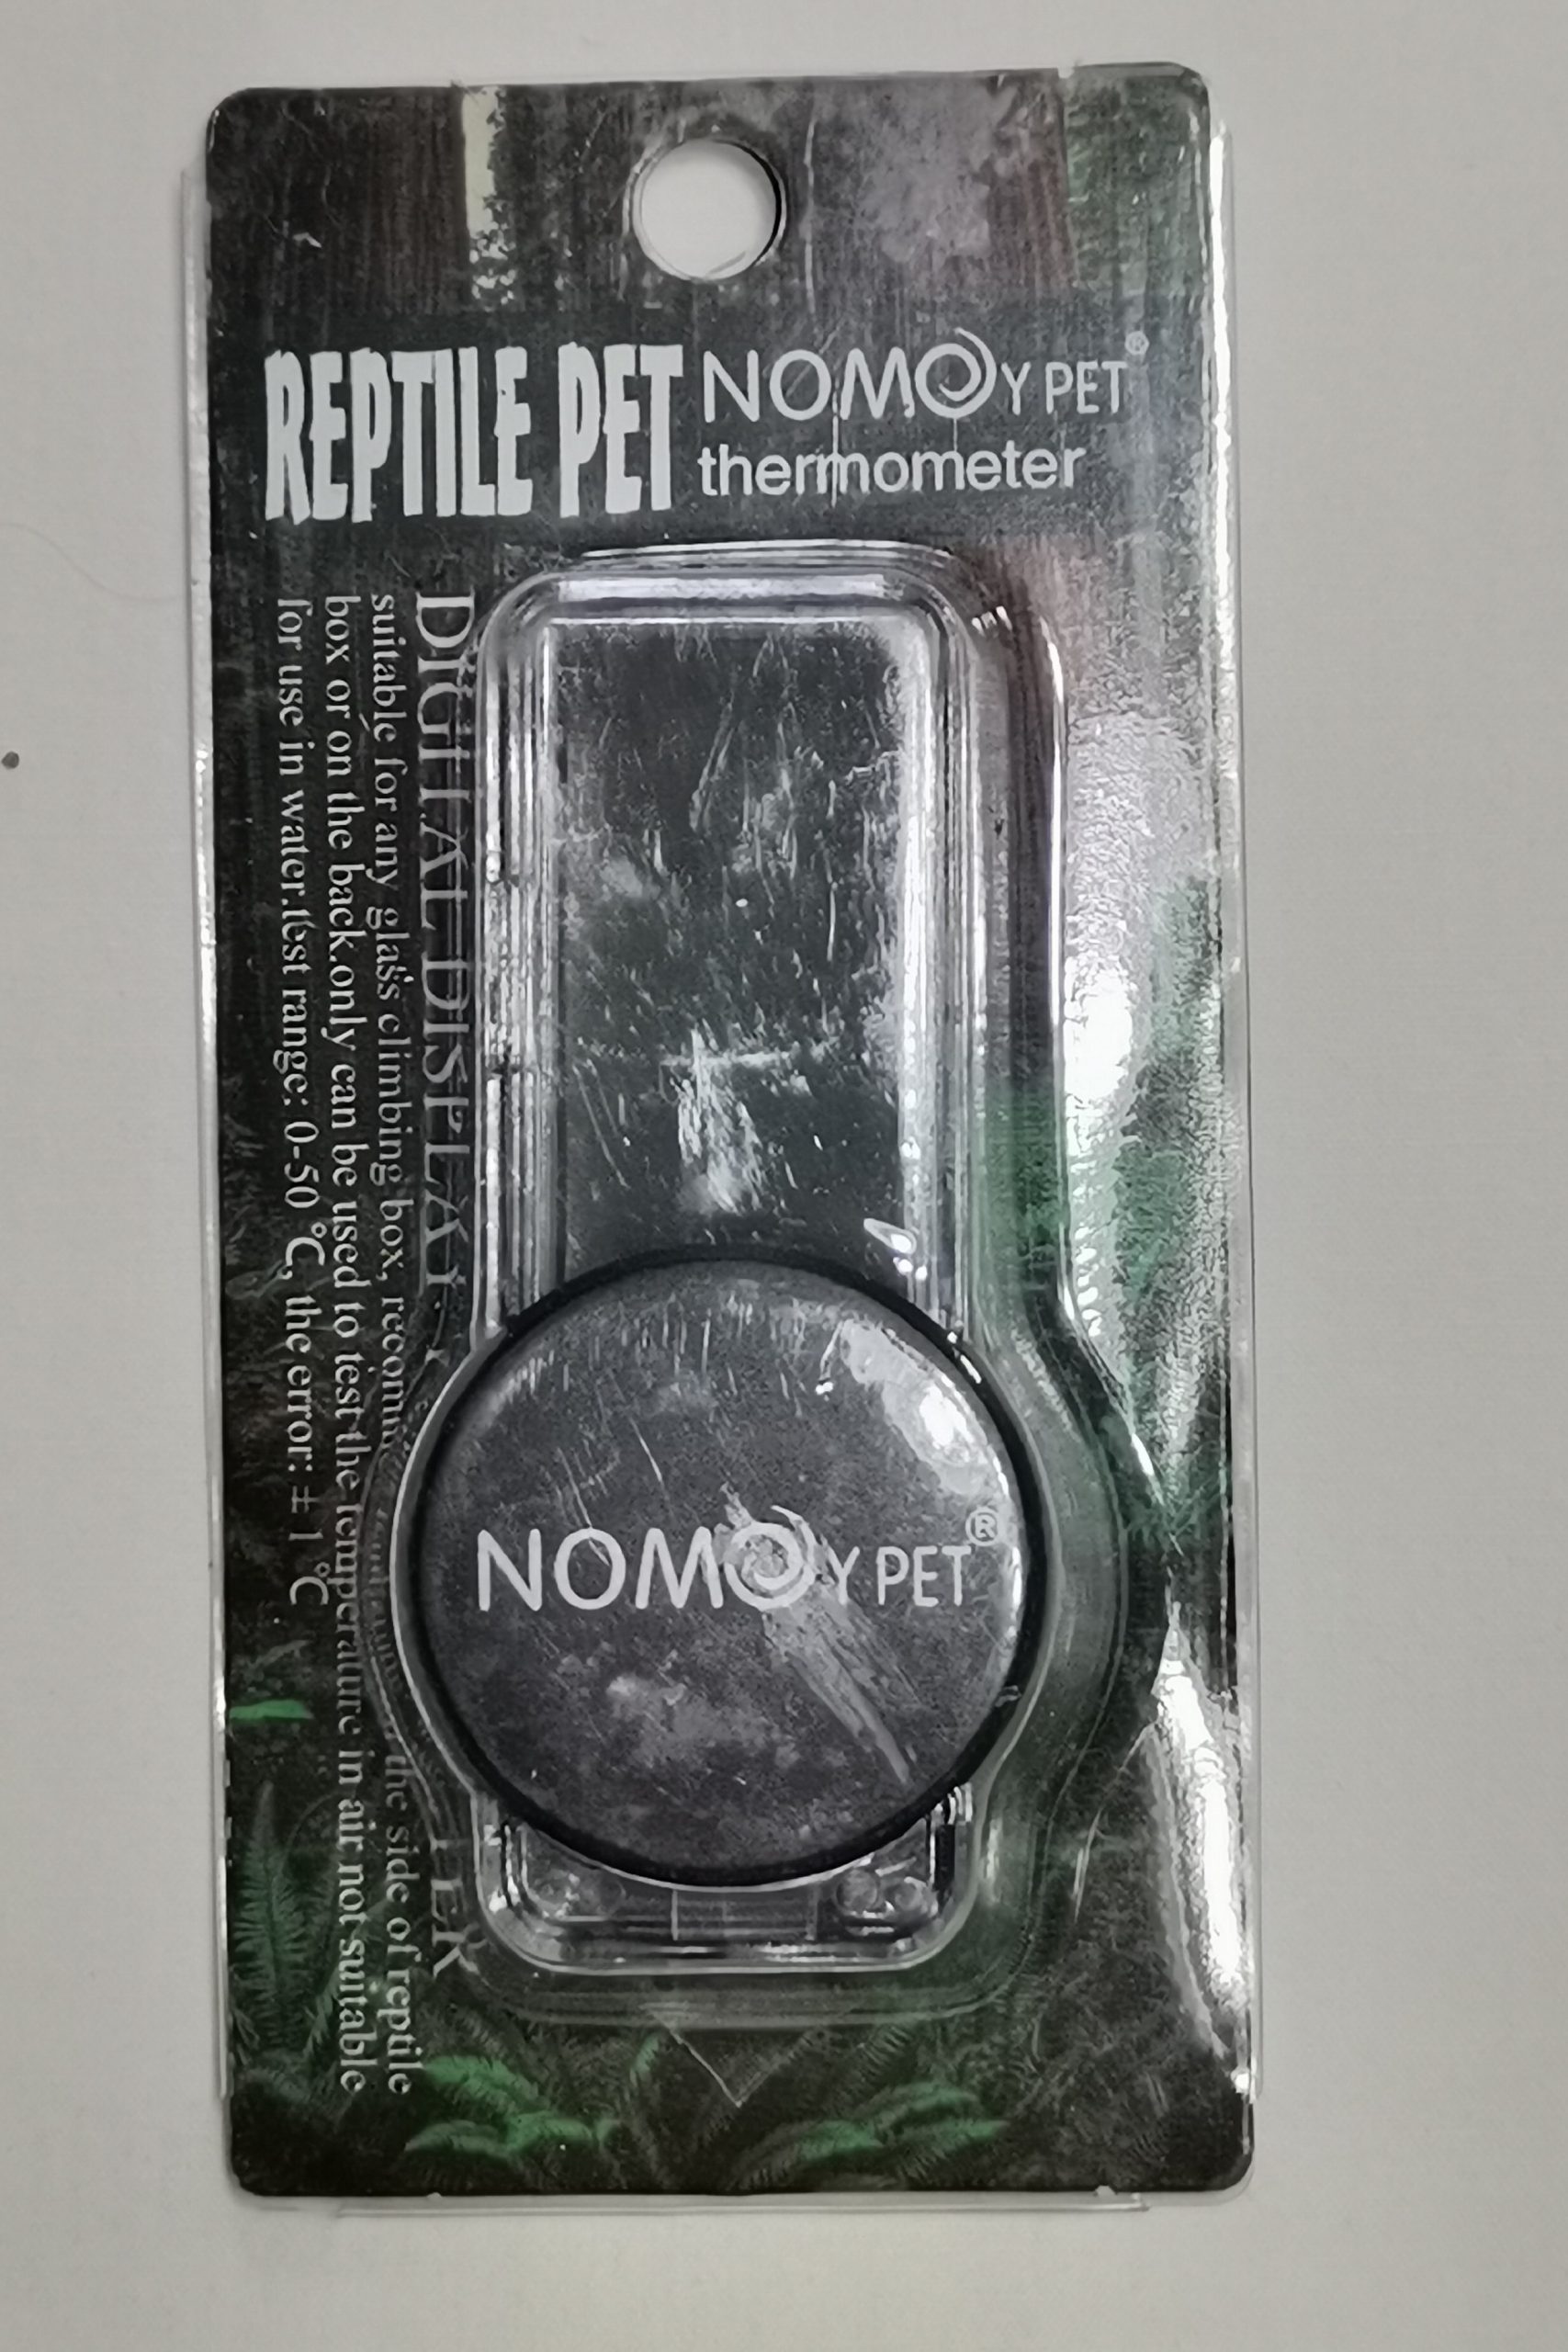 REPTILE PET NOMOY PET®
thermometer
DIGITAL DISPLAY
suitable for any glass climbing box, the side of reptile
box or on the back.only can be used to test the temperature in air not suitable
for use in water.test range: 0-50 ℃, the error: ± 1 ℃
NOMOY PET®